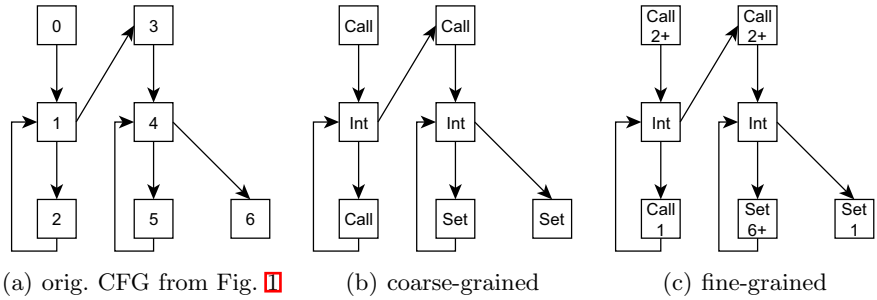 0 3 Call Call Call 2+ Call 2+
1 4 Int Int Int Int
2 5 6 Call Set Set Call 1 Set 6+ Set 1
(a) orig. CFG from Fig. 1 (b) coarse-grained (c) fine-grained